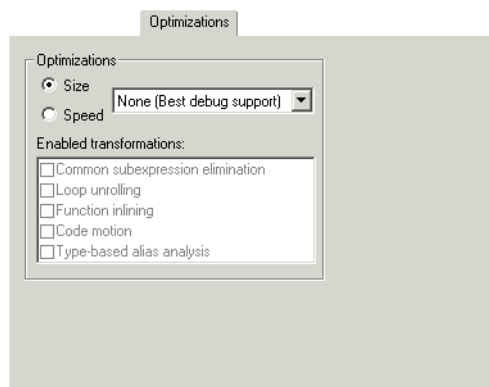 Optimizations
Optimizations
Size
None (Best debug support)
Speed
Enabled transformations:
Common subexpression elimination
Loop unrolling
Function inlining
Code motion
Type-based alias analysis